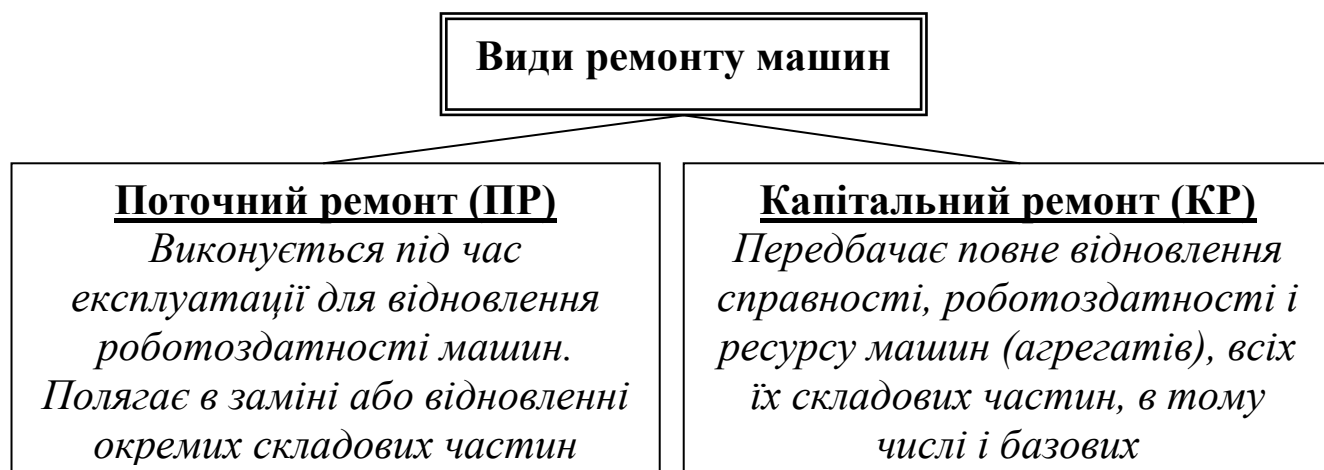 Види ремонту машин
Поточний ремонт (ПР)
Виконується під час
експлуатації для відновлення
роботоздатності машин.
Полягає в заміні або відновленні
окремих складових частин
Капітальний ремонт (КР)
Передбачає повне відновлення
справності, роботоздатності і
ресурсу машин (агрегатів), всіх
їх складових частин, в тому
числі і базових